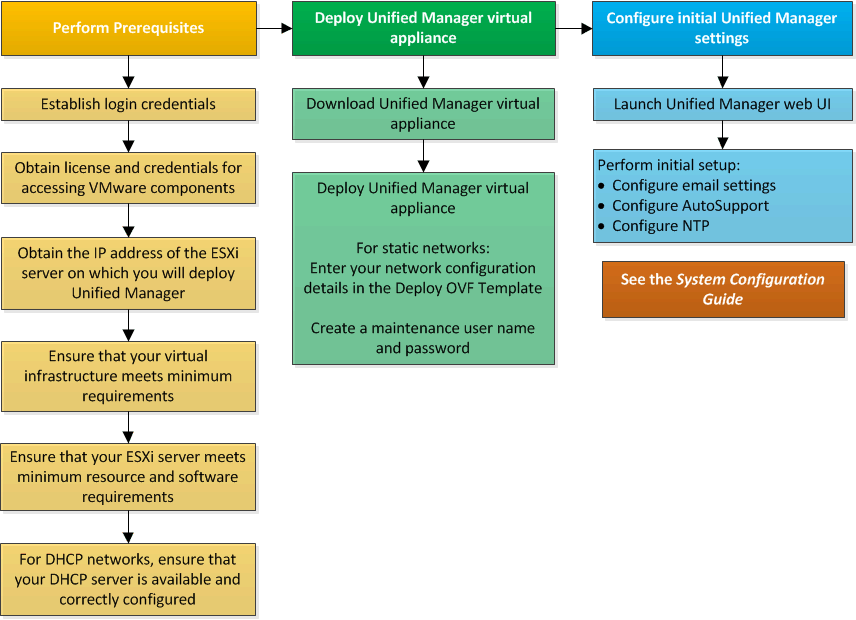 Perform Prerequisites
Establish login credentials
Obtain license and credentials for
accessing VMware components
Obtain the IP address of the ESXi
server on which you will deploy
Unified Manager
Ensure that your virtual
infrastructure meets minimum
requirements
Ensure that your ESXi server meets
minimum resource and software
requirements
For DHCP networks, ensure that
your DHCP server is available and
correctly configured
Deploy Unified Manager virtual
appliance
Download Unified Manager virtual
appliance
Deploy Unified Manager virtual
appliance
For static networks:
Enter your network configuration
details in the Deploy OVF Template
Create a maintenance user name
and password
Configure initial Unified Manager
settings
Launch Unified Manager web UI
Perform initial setup:
• Configure email settings
• Configure AutoSupport
• Configure NTP
See the System Configuration
Guide